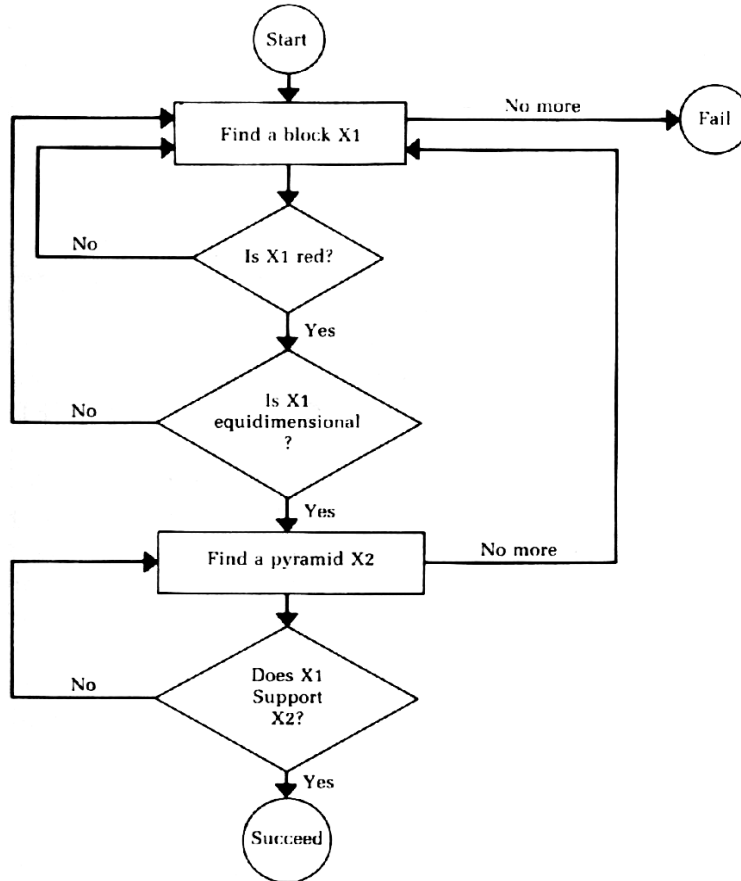 Start
No more
Fail
Find a block X1
No
Is X1 red?
Yes
No
Is X1
equidimensional
?
Yes
Find a pyramid X2
No more
No
Does X1
Support
X2?
Yes
Succeed